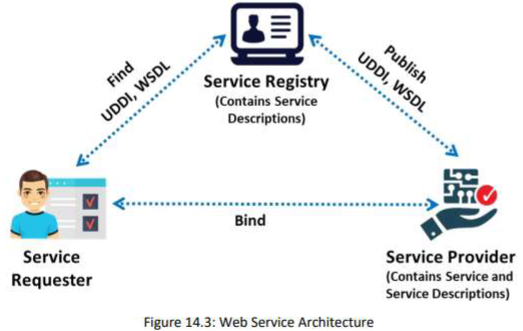 Find
UDDI, WSDL
Publish
UDDI, WSDL
Service Registry
(Contains Service
Descriptions)
Bind
Service
Requester
Service Provider
(Contains Service and
Service Descriptions)
Figure 14.3: Web Service Architecture